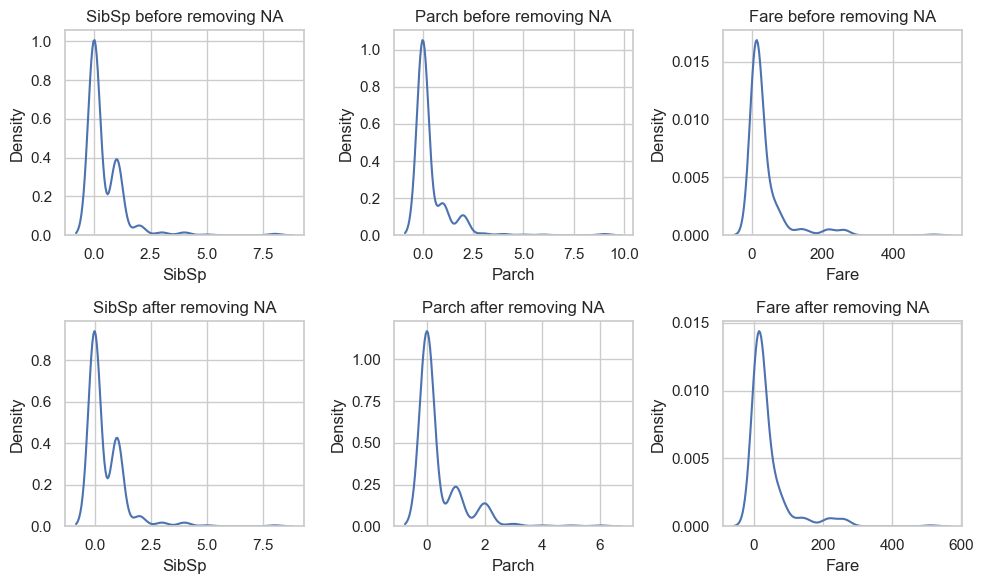 SibSp before removing NA
Parch before removing NA
Fare before removing NA
1.0
0.8
0.6
0.4
0.2
0.0
Density
0.0 2.5 5.0 7.5
SibSp
1.0
0.8
0.6
0.4
0.2
0.0
Density
0.0 2.5 5.0 7.5 10.0
Parch
0.015
0.010
0.005
0.000
Density
0 200 400
Fare
SibSp after removing NA
Parch after removing NA
Fare after removing NA
0.8
0.6
0.4
0.2
0.0
Density
0.0 2.5 5.0 7.5
SibSp
1.00
0.75
0.50
0.25
0.00
Density
0 2 4 6
Parch
0.015
0.010
0.005
0.000
Density
0 200 400 600
Fare